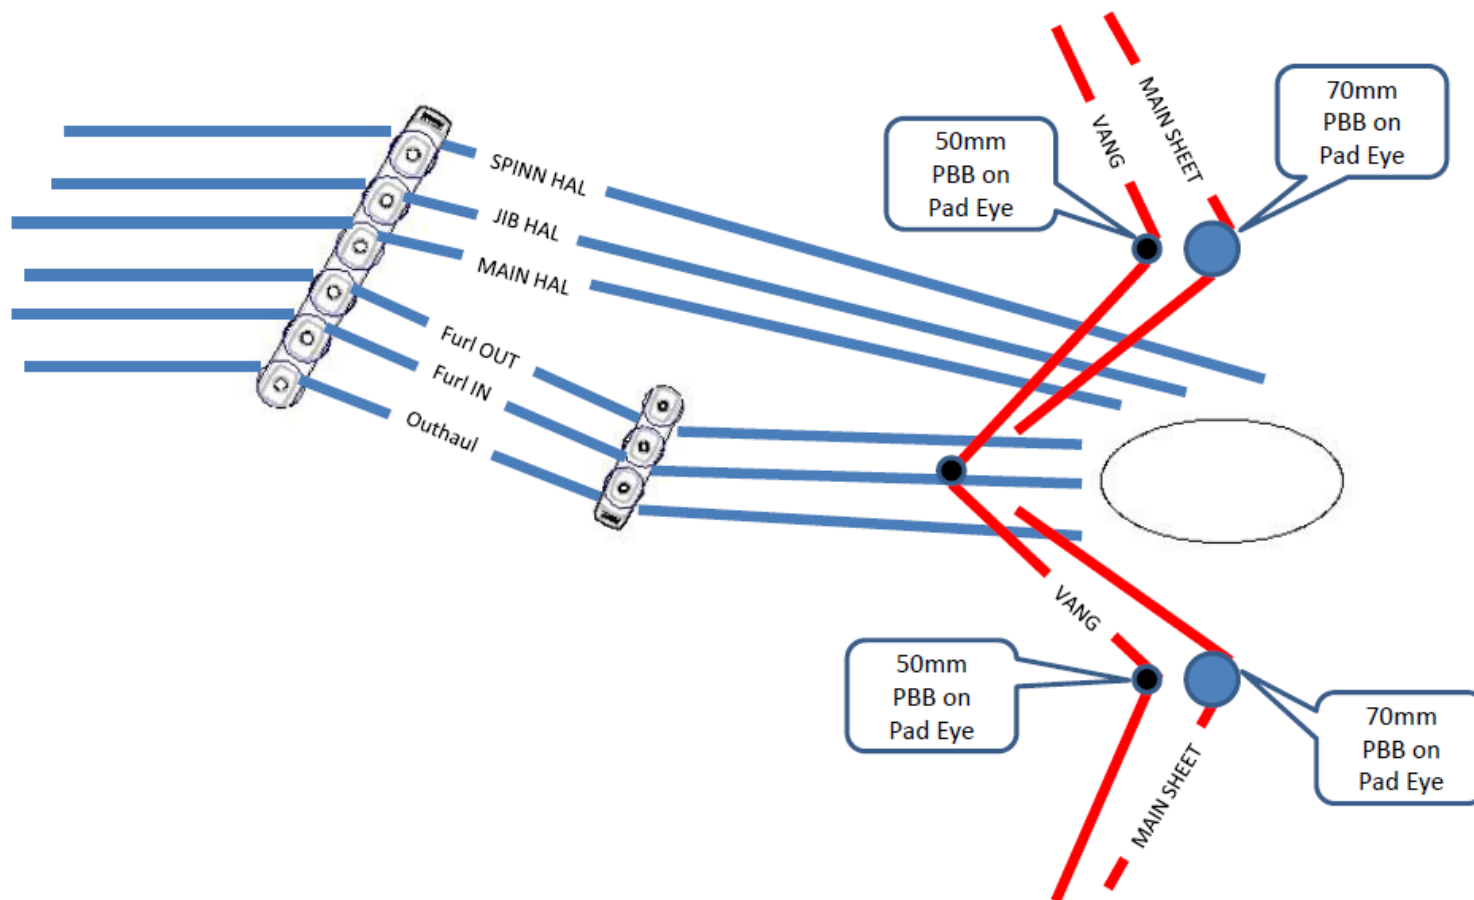 MAIN SHEET
VANG
70mm
PBB on
Pad Eye
50mm
PBB on
Pad Eye
SPINN HAL
JIB HAL
MAIN HAL
Furl OUT
Furl IN
Outhaul
VANG
50mm
PBB on
Pad Eye
70mm
PBB on
Pad Eye
MAIN SHEET